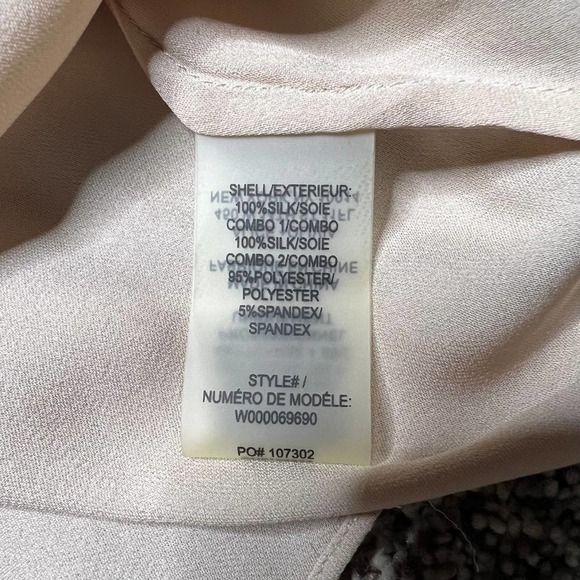 SHELL/EXTERIEUR:
100%SILK/SOIE
COMBO 1/COMBO
100%SILK/SOIE
COMBO 2/COMBO
95%POLYESTER/
POLYESTER
5%SPANDEX/
SPANDEX
STYLE# /
NUMÉRO DE MODÉLE:
W000069690
PO# 107302